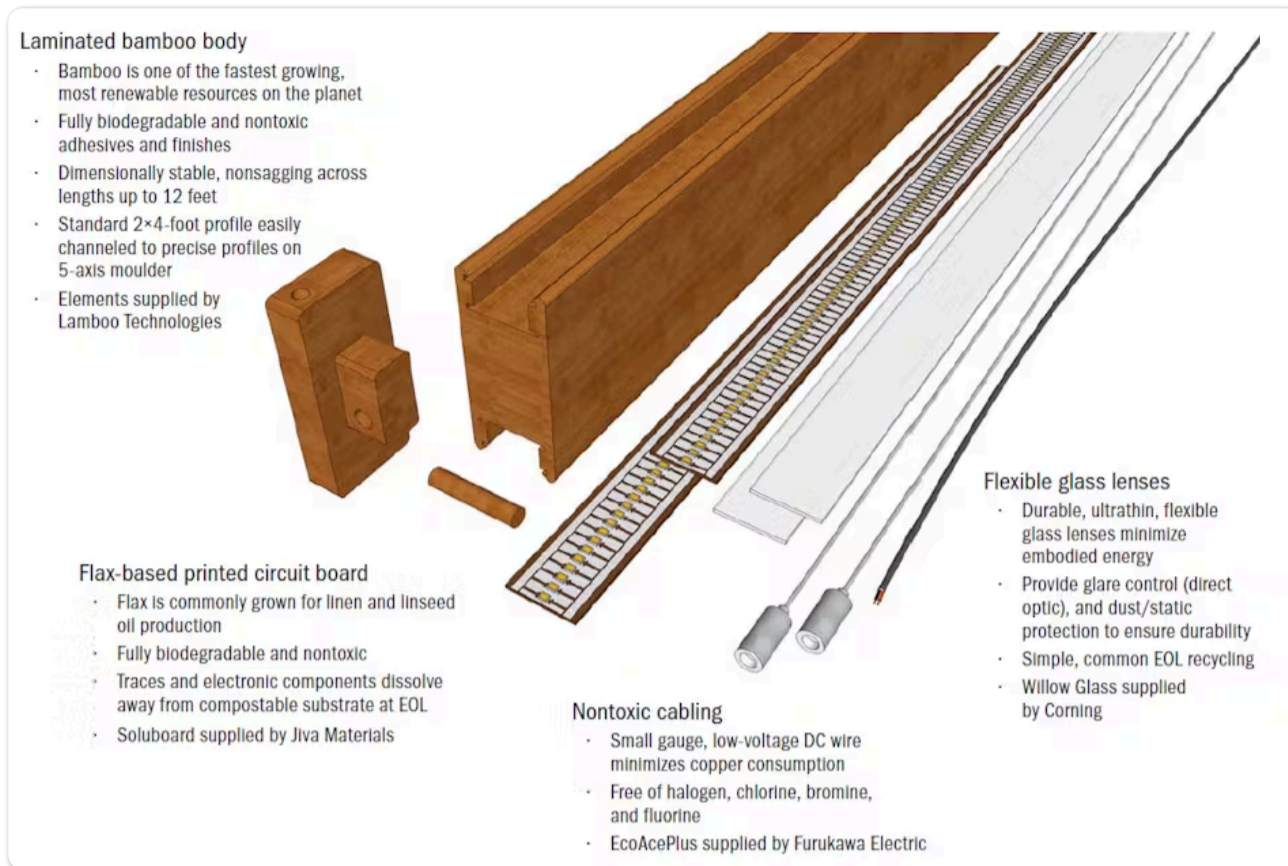 Laminated bamboo body
· Bamboo is one of the fastest growing,
most renewable resources on the planet
· Fully biodegradable and nontoxic
adhesives and finishes
· Dimensionally stable, nonsagging across
lengths up to 12 feet
· Standard 2×4-foot profile easily
channeled to precise profiles on
5-axis moulder
· Elements supplied by
Lamboo Technologies
Flax-based printed circuit board
· Flax is commonly grown for linen and linseed
oil production
· Fully biodegradable and nontoxic
· Traces and electronic components dissolve
away from compostable substrate at EOL
· Soluboard supplied by Jiva Materials
Nontoxic cabling
· Small gauge, low-voltage DC wire
minimizes copper consumption
· Free of halogen, chlorine, bromine,
and fluorine
· EcoAcePlus supplied by Furukawa Electric
Flexible glass lenses
· Durable, ultrathin, flexible
glass lenses minimize
embodied energy
· Provide glare control (direct
optic), and dust/static
protection to ensure durability
· Simple, common EOL recycling
· Willow Glass supplied
by Corning